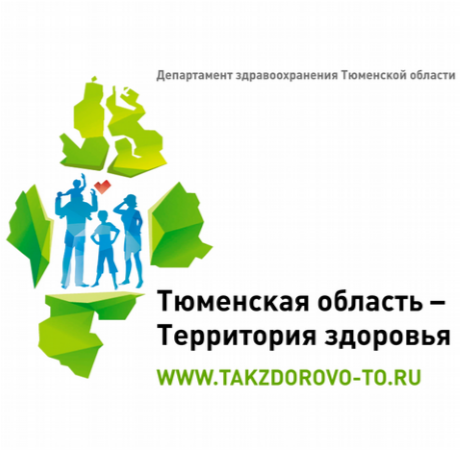 Департамент здравоохранения Тюменской области
Тюменская область –
Территория здоровья
WWW.TAKZDOROVO-TO.RU